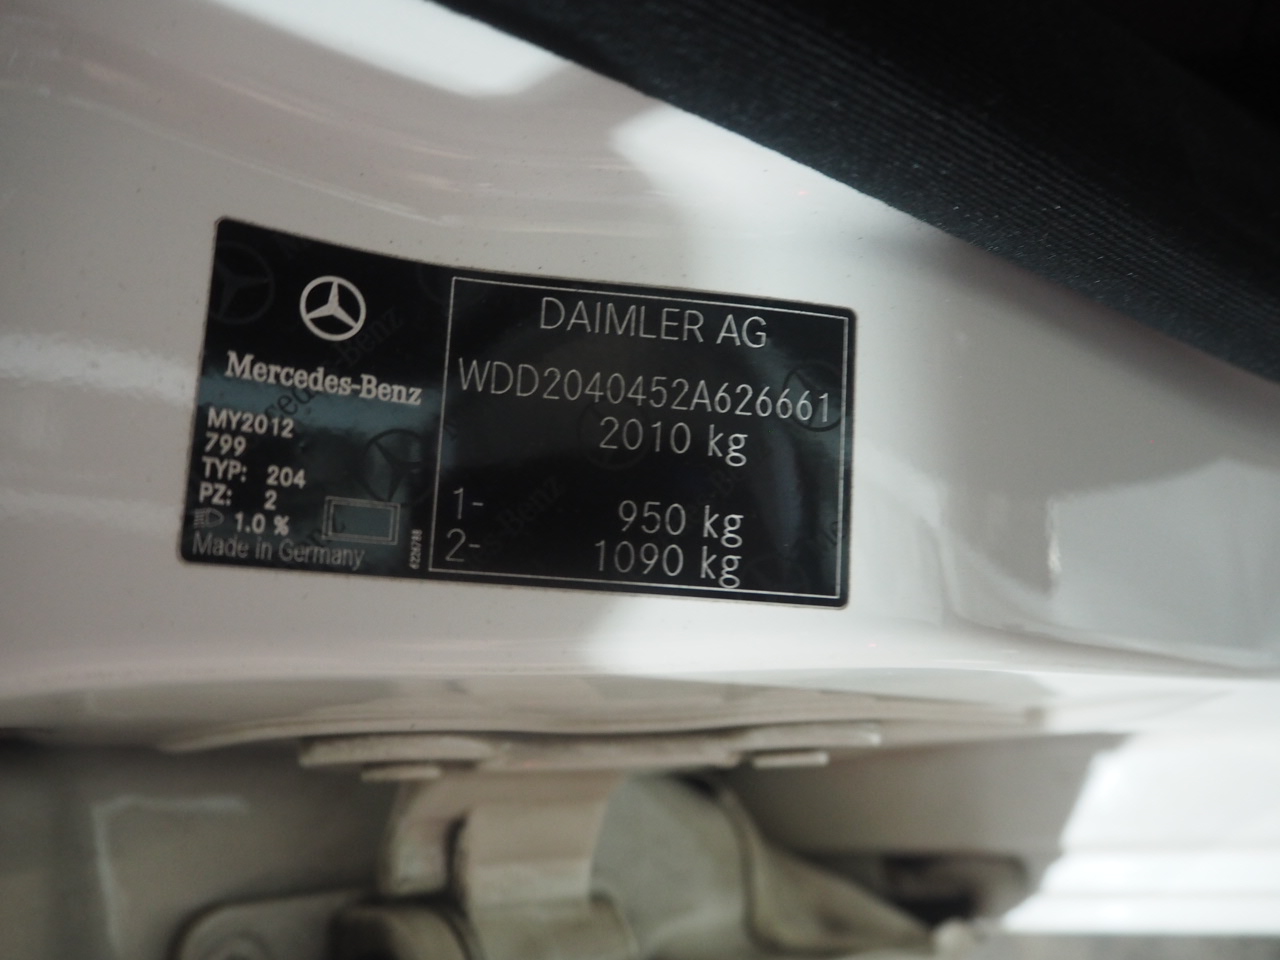 Mercedes-Benz
MY2012
799
TYP: 204
PZ: 2
1.0 %
Made in Germany
4226788
DAIMLER AG
WDD2040452A626661
2010 kg
1- 950 kg
2- 1090 kg